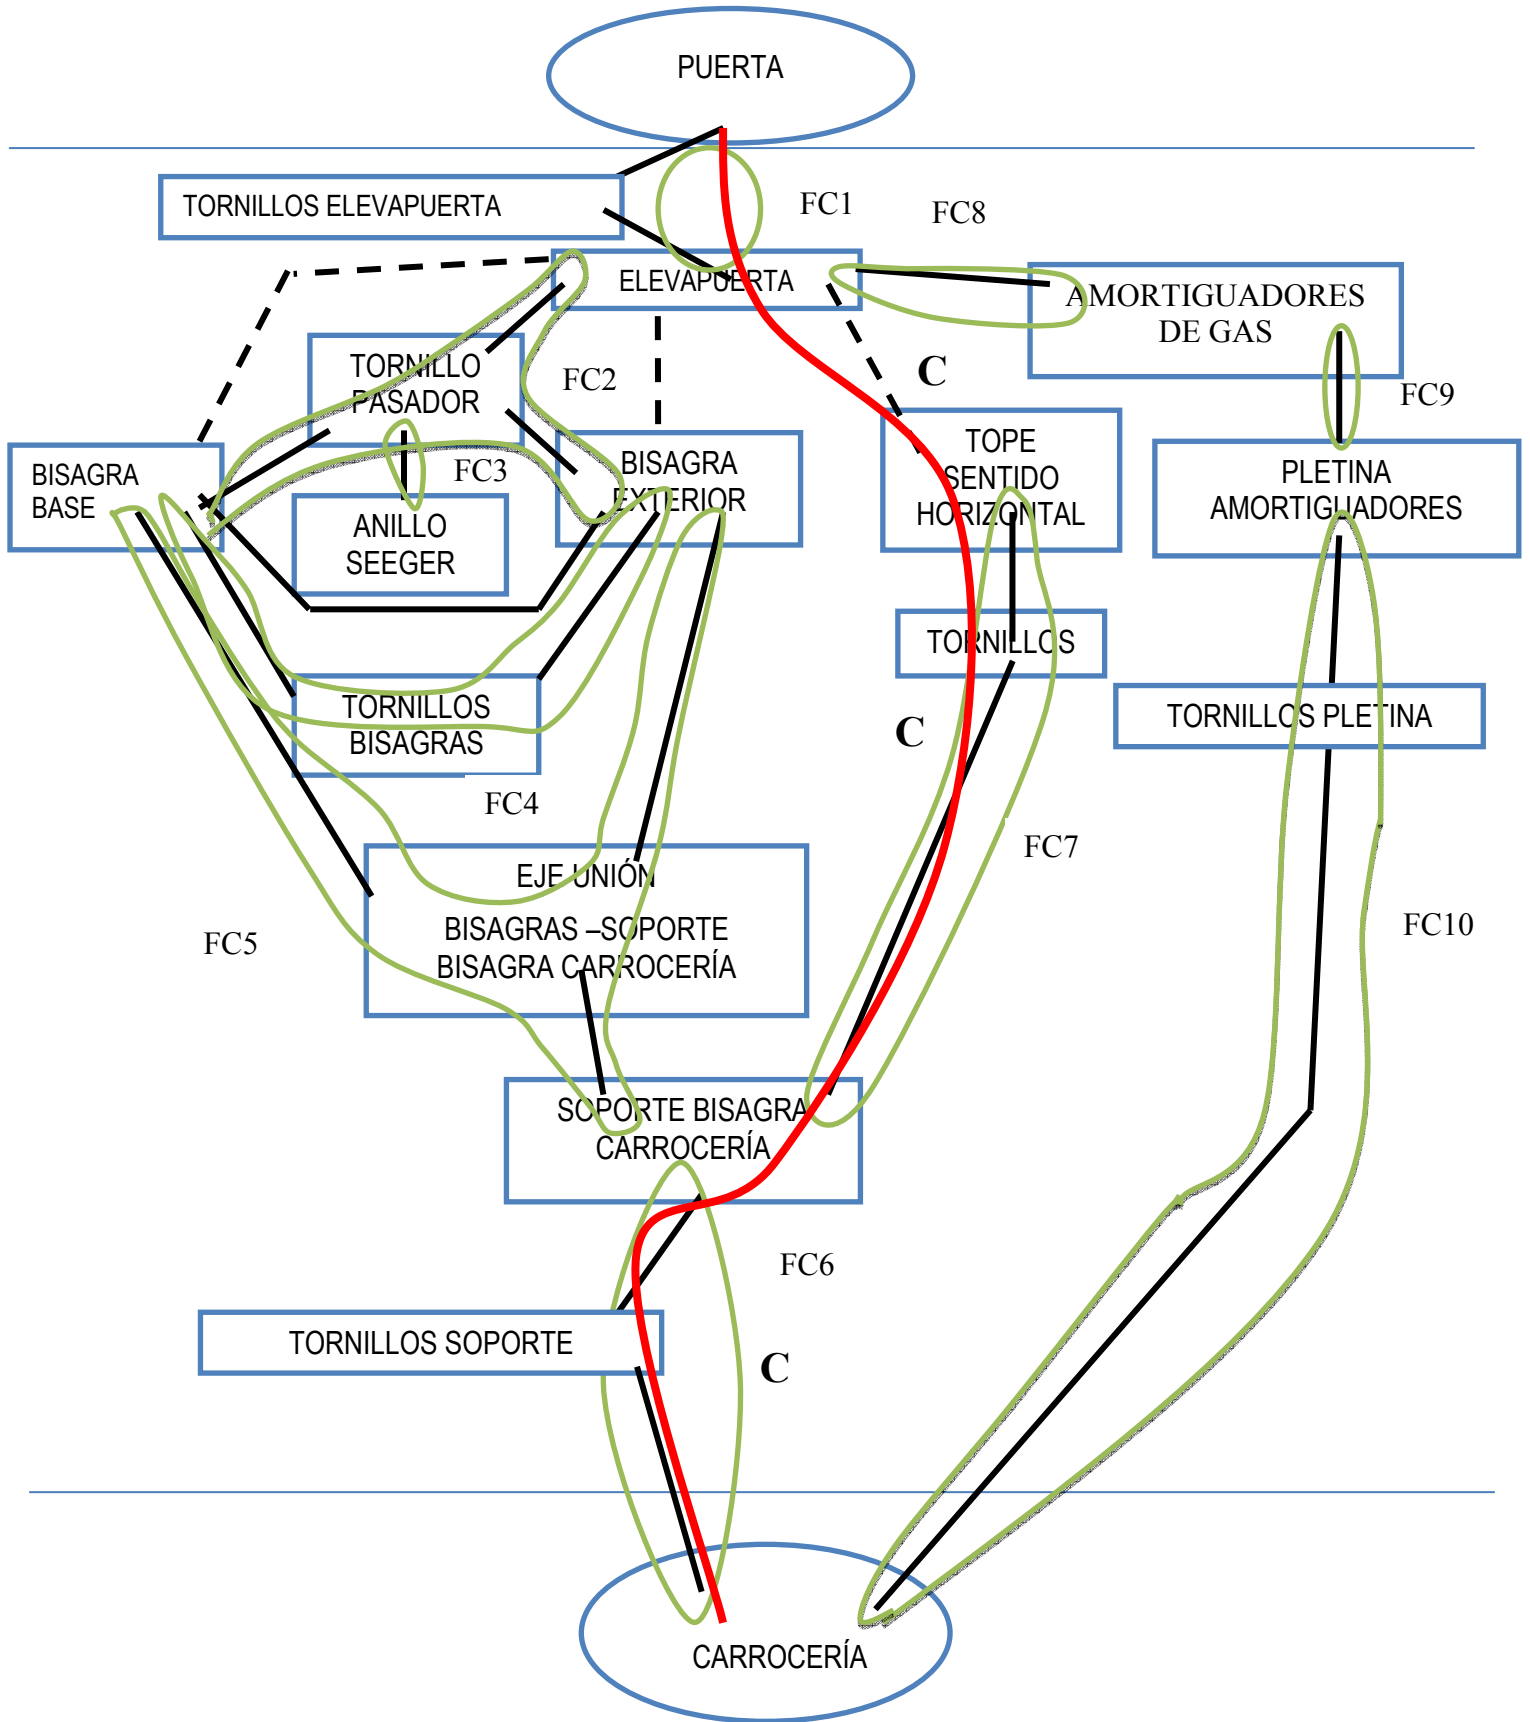 PUERTA
TORNILLOS ELEVAPUERTA
FC1
FC8
ELEVAPUERTA
AMORTIGUADORES
DE GAS
TORNILLO
PASADOR
FC2
C
FC9
BISAGRA
BASE
FC3
BISAGRA
EXTERIOR
TOPE
SENTIDO
HORIZONTAL
PLETINA
AMORTIGUADORES
ANILLO
SEEGER
TORNILLOS
TORNILLOS
BISAGRAS
C
TORNILLOS PLETINA
FC4
FC7
EJE UNIÓN
BISAGRAS –SOPORTE
BISAGRA CARROCERÍA
FC5
FC10
SOPORTE BISAGRA
CARROCERÍA
FC6
TORNILLOS SOPORTE
C
CARROCERÍA